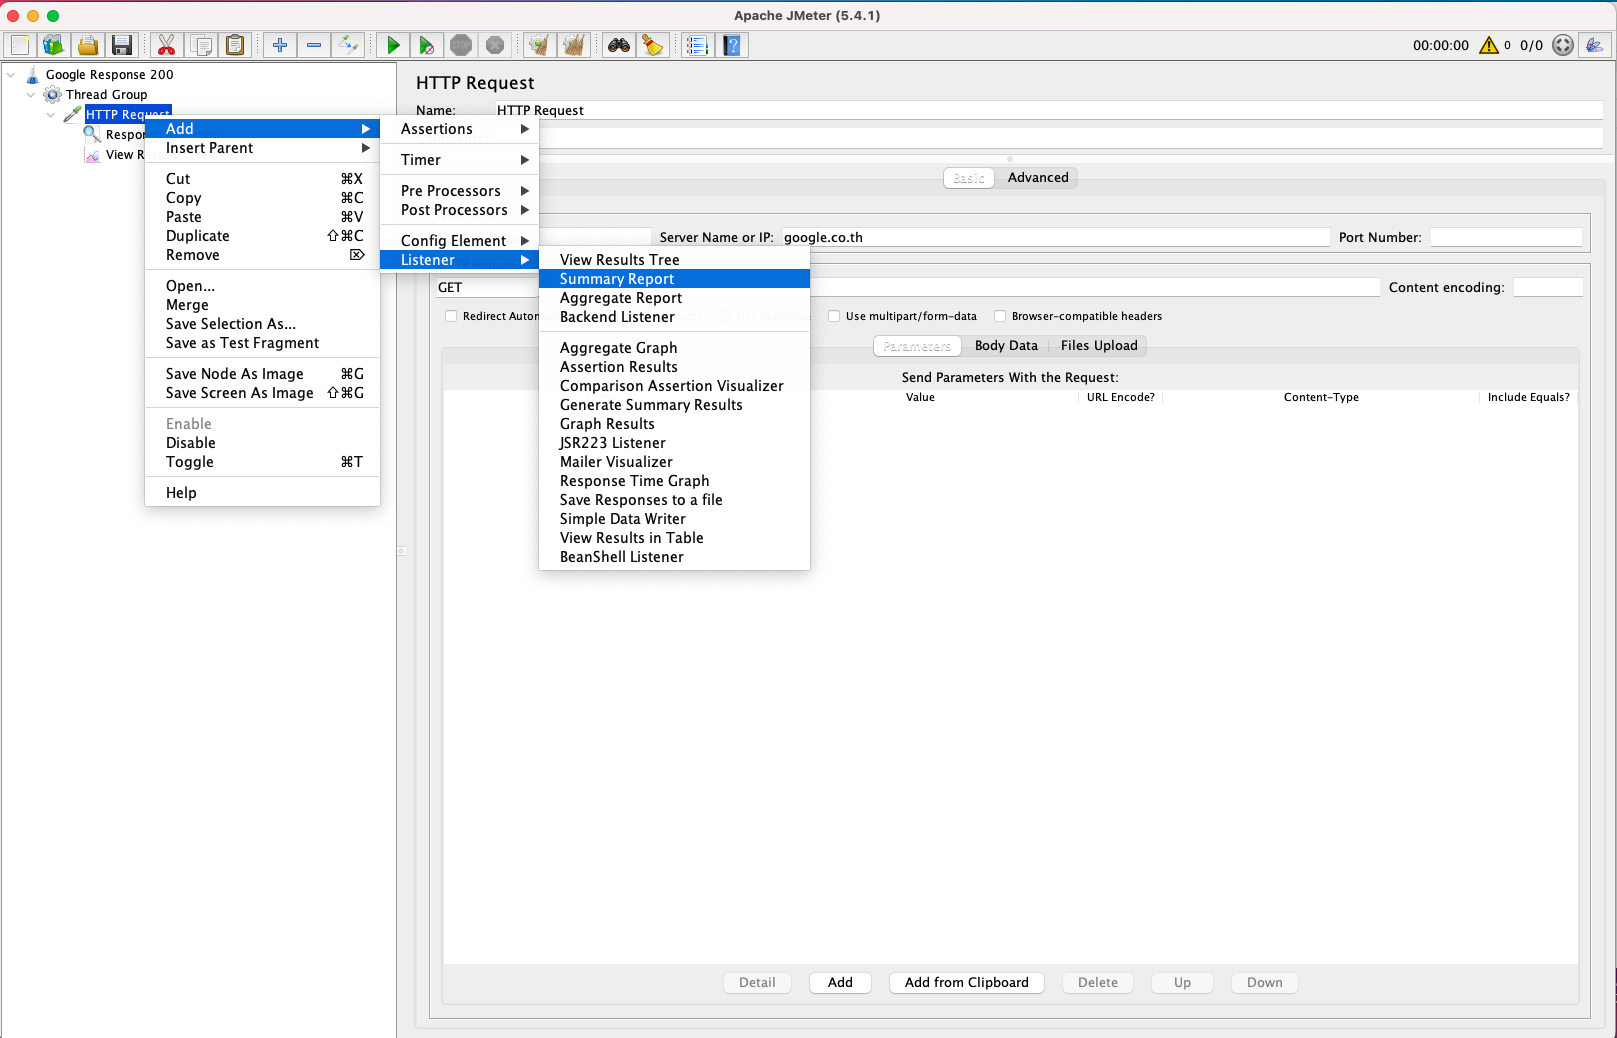 Apache JMeter (5.4.1)
00:00:00 0 0/0
Google Response 200
Thread Group
HTTP Request
View
HTTP Request
Name: HTTP Request
Basic Advanced
Server Name or IP: google.co.th Port Number:
GET Content encoding:
Redirect Use multipart/form-data Browser-compatible headers
Parameters Body Data Files Upload
Send Parameters With the Request:
Value URL Encode? Content-Type Include Equals?
Detail Add Add from Clipboard Delete Up Down
Add
Insert Parent
Cut ⌘X
Copy ⌘C
Paste ⌘V
Duplicate ⇧⌘C
Remove ⌦
Open...
Merge
Save Selection As...
Save as Test Fragment
Save Node As Image ⌘G
Save Screen As Image ⇧⌘G
Enable
Disable
Toggle ⌘T
Help
Assertions
Timer
Pre Processors
Post Processors
Config Element
Listener
View Results Tree
Summary Report
Aggregate Report
Backend Listener
Aggregate Graph
Assertion Results
Comparison Assertion Visualizer
Generate Summary Results
Graph Results
JSR223 Listener
Mailer Visualizer
Response Time Graph
Save Responses to a file
Simple Data Writer
View Results in Table
BeanShell Listener